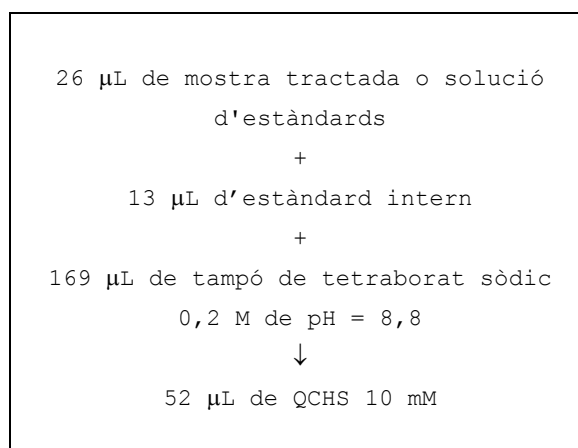 26 μL de mostra tractada o solució
d'estàndards
+
13 μL d’estàndard intern
+
169 μL de tampó de tetraborat sòdic
0,2 M de pH = 8,8
↓
52 μL de QCHS 10 mM